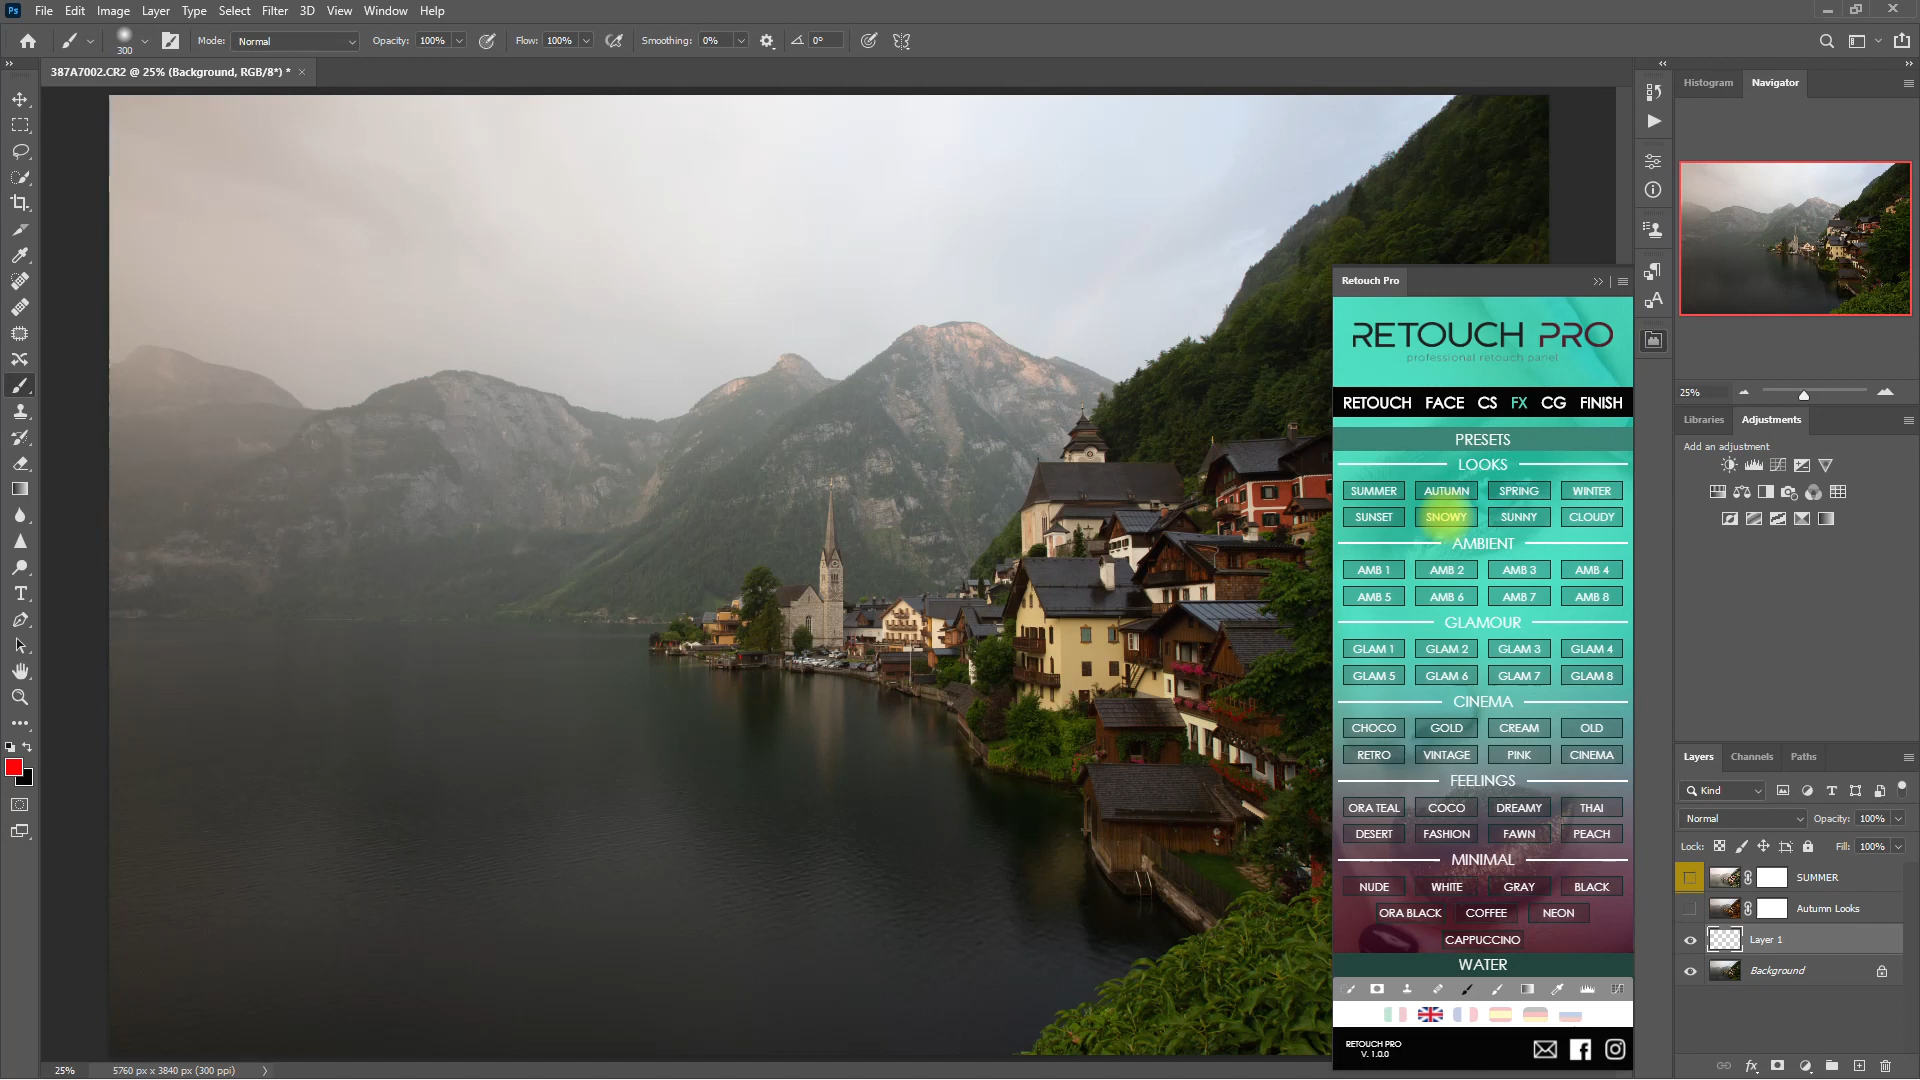 Ps File Edit Image Layer Type Select Filter 3D View Window Help
300 Mode: Normal Opacity: 100% Flow: 100% Smoothing: 0% 0°
387A7002.CR2 @ 25% (Background, RGB/8*) *
Histogram Navigator
Retouch Pro
RETOUCH PRO
professional retouch panel
25%
RETOUCH FACE CS FX CG FINISH
Libraries Adjustments
Add an adjustment
PRESETS
LOOKS
SUMMER AUTUMN SPRING WINTER
SUNSET SNOWY SUNNY CLOUDY
AMBIENT
AMB 1 AMB 2 AMB 3 AMB 4
AMB 5 AMB 6 AMB 7 AMB 8
GLAMOUR
GLAM 1 GLAM 2 GLAM 3 GLAM 4
GLAM 5 GLAM 6 GLAM 7 GLAM 8
CINEMA
CHOCO GOLD CREAM OLD
RETRO VINTAGE PINK CINEMA
FEELINGS
ORA TEAL COCO DREAMY THAI
DESERT FASHION FAWN PEACH
MINIMAL
NUDE WHITE GRAY BLACK
ORA BLACK COFFEE NEON
CAPPUCCINO
WATER
RETOUCH PRO
V. 1.0.0
Layers Channels Paths
Kind
Normal Opacity: 100%
Lock: Fill: 100%
SUMMER
Autumn Looks
Layer 1
Background
fx
25% 5760 px x 3840 px (300 ppi)